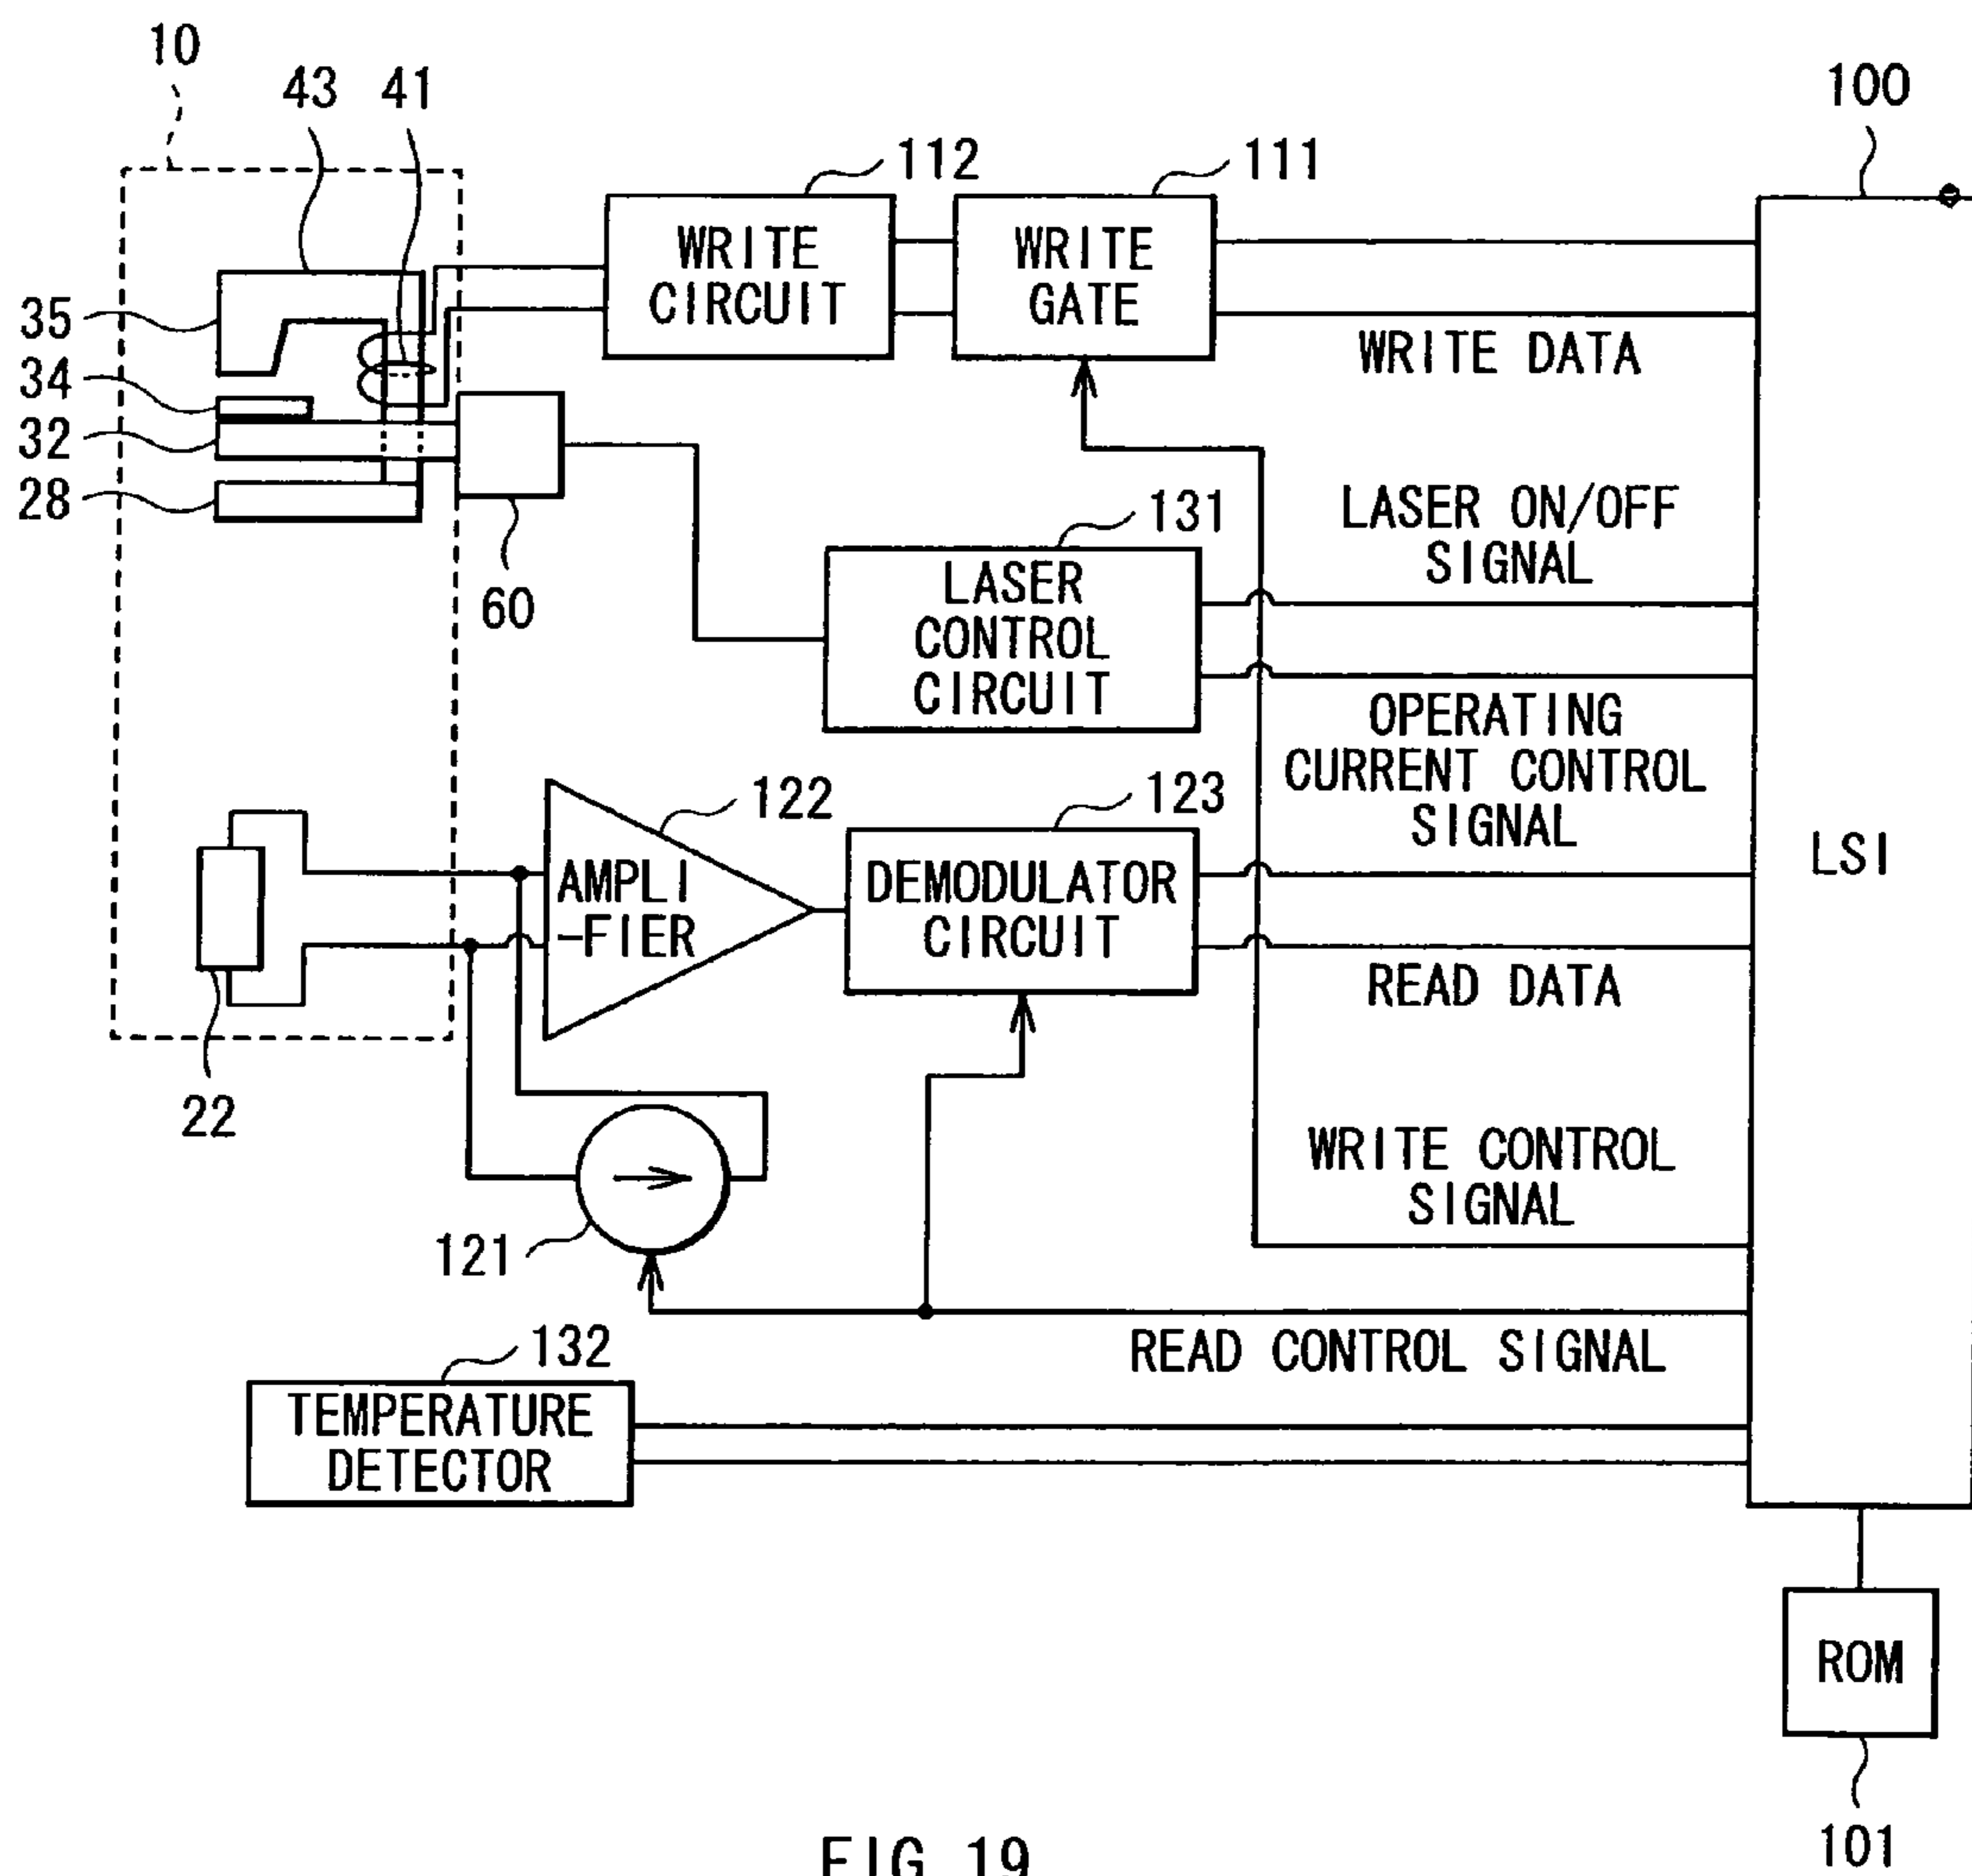 10
43 41
100
112
111
WRITE
CIRCUIT
WRITE
GATE
35
34
32
28
WRITE DATA
LASER ON/OFF
SIGNAL
131
60
LASER
CONTROL
CIRCUIT
OPERATING
CURRENT CONTROL
SIGNAL
122
123
AMPLI
-FIER
DEMODULATOR
CIRCUIT
LSI
READ DATA
22
WRITE CONTROL
SIGNAL
121
READ CONTROL SIGNAL
132
TEMPERATURE
DETECTOR
ROM
101
FIG. 19